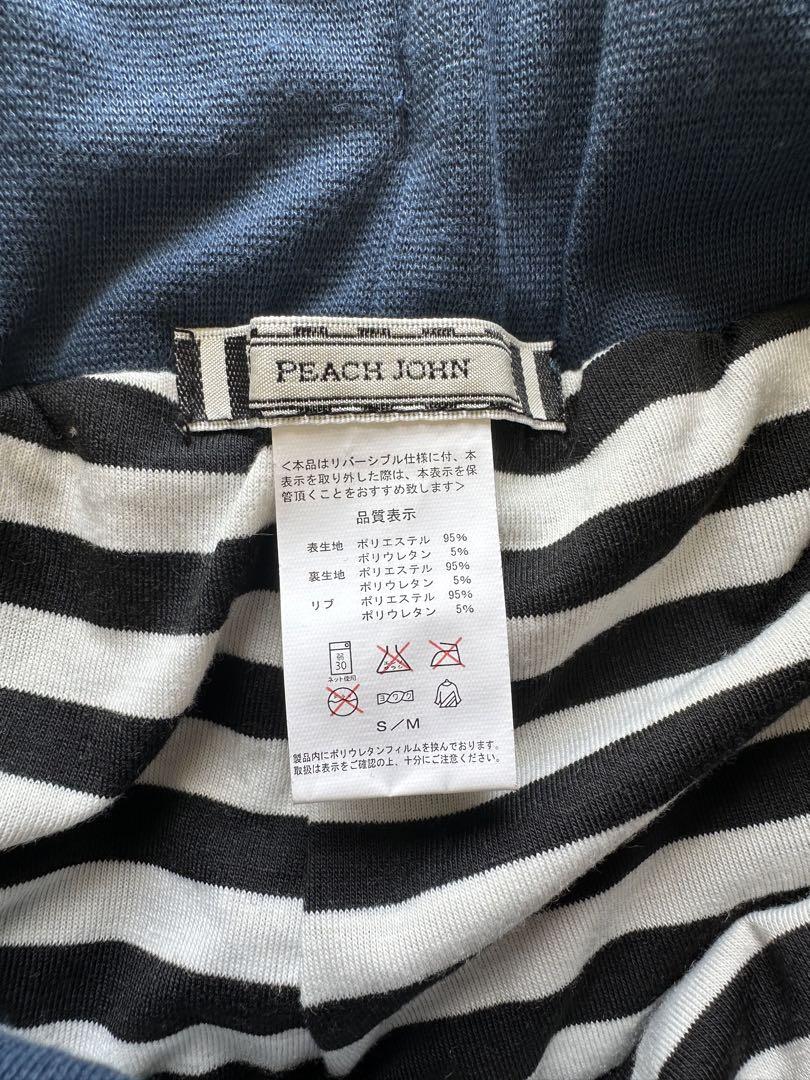 PEACH JOHN
<本品はリバーシブル仕様に付、本
表示を取り外した際は、本表示を保
管頂くことをおすすめ致します>
品質表示
表生地 ポリエステル 95%
ポリウレタン 5%
裏生地 ポリエステル 95%
ポリウレタン 5%
リブ ポリエステル 95%
ポリウレタン 5%
弱
30
ネット使用
ヨワク
S/M
製品内にポリウレタンフィルムを挟んでおります。
取扱は表示をご確認の上、十分にご注意ください。